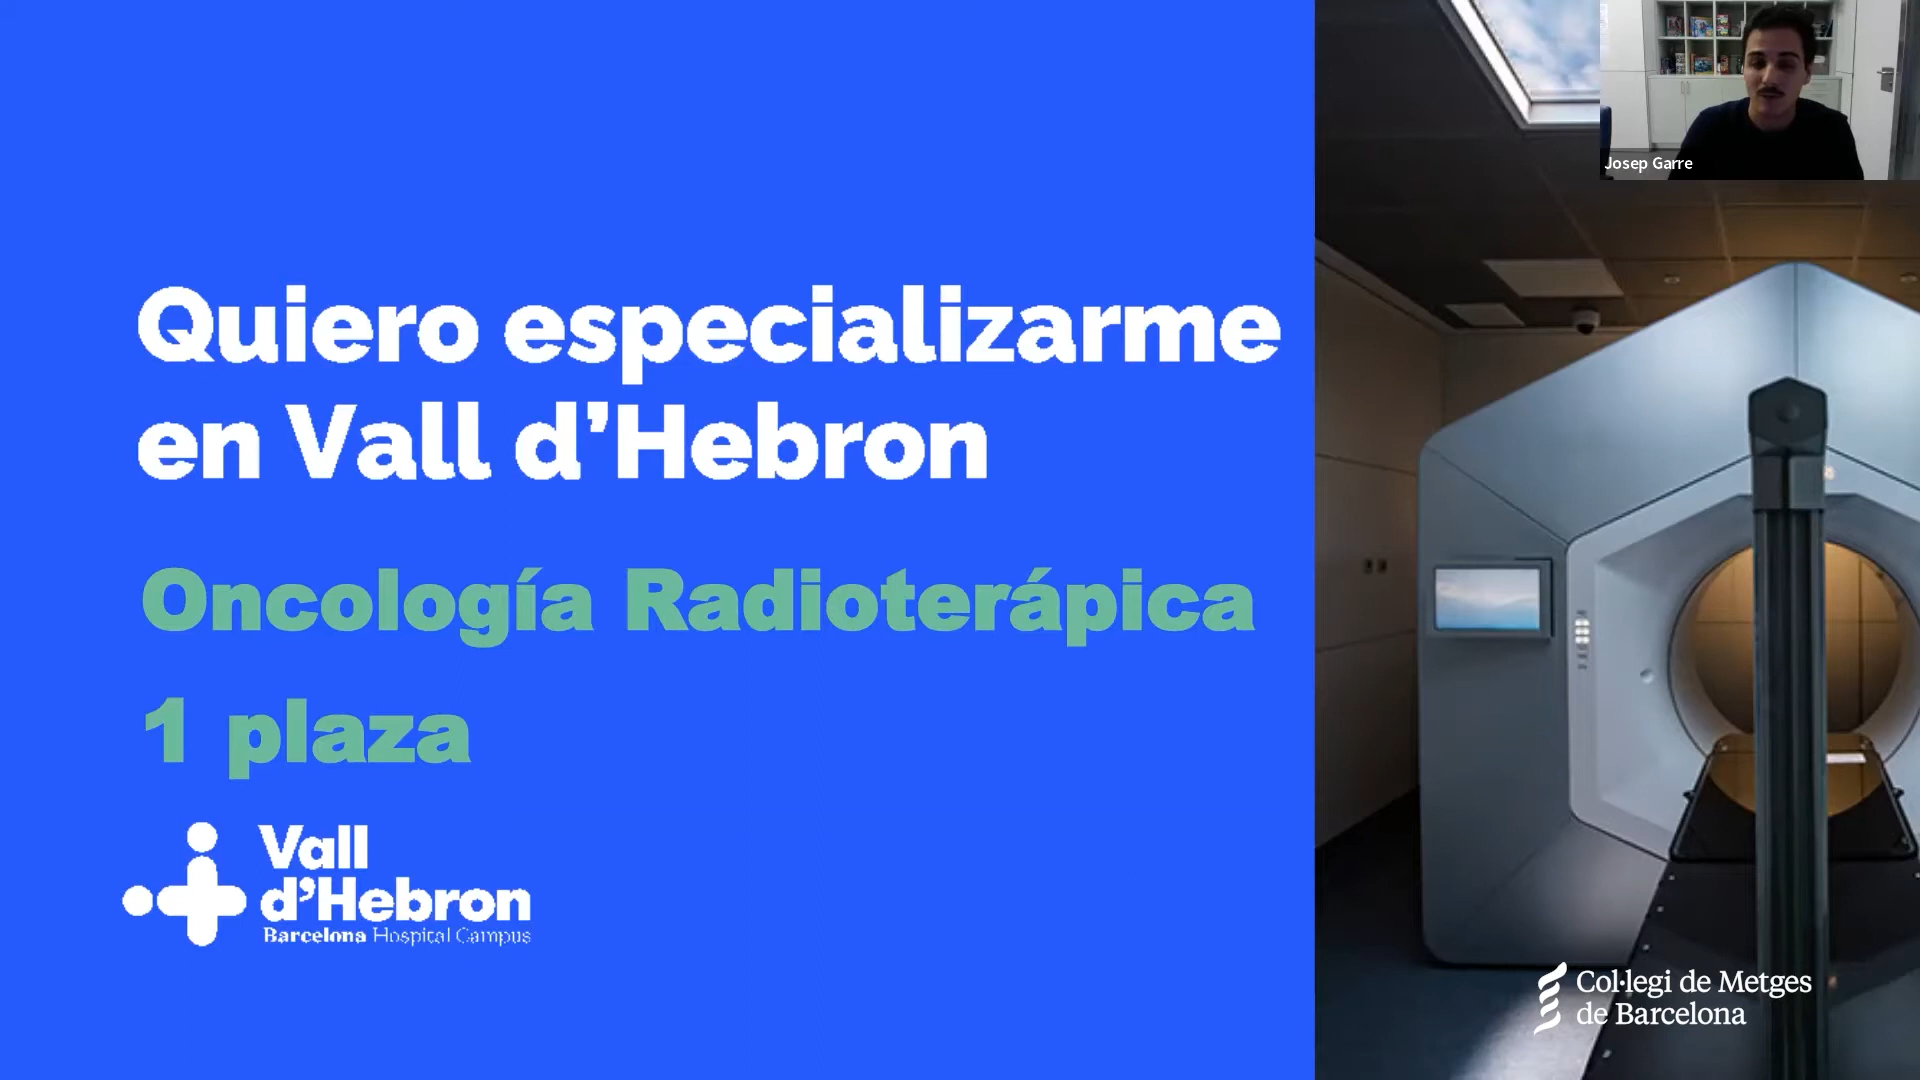 Quiero especializarme
en Vall d’Hebron
Oncología Radioterápica
1 plaza
Vall
d’Hebron
Barcelona Hospital Campus
Josep Garre
Col·legi de Metges
de Barcelona